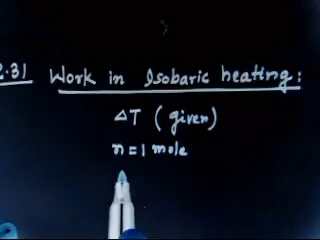 2.31 Work in Isobaric heating:
ΔT (given)
n = 1 mole